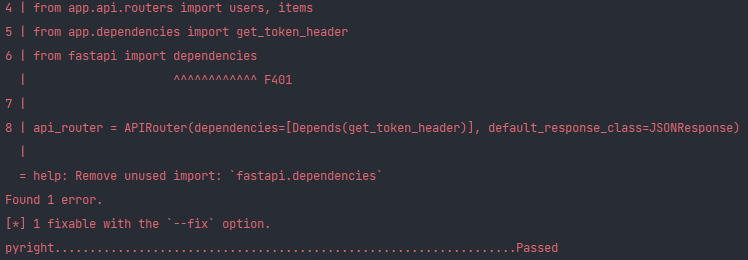 4 | from app.api.routers import users, items
5 | from app.dependencies import get_token_header
6 | from fastapi import dependencies
  |                     ^^^^^^^^^^^^ F401
7 |
8 | api_router = APIRouter(dependencies=[Depends(get_token_header)], default_response_class=JSONResponse)
  |
  = help: Remove unused import: `fastapi.dependencies`
Found 1 error.
[*] 1 fixable with the `--fix` option.
pyright..................................................................Passed